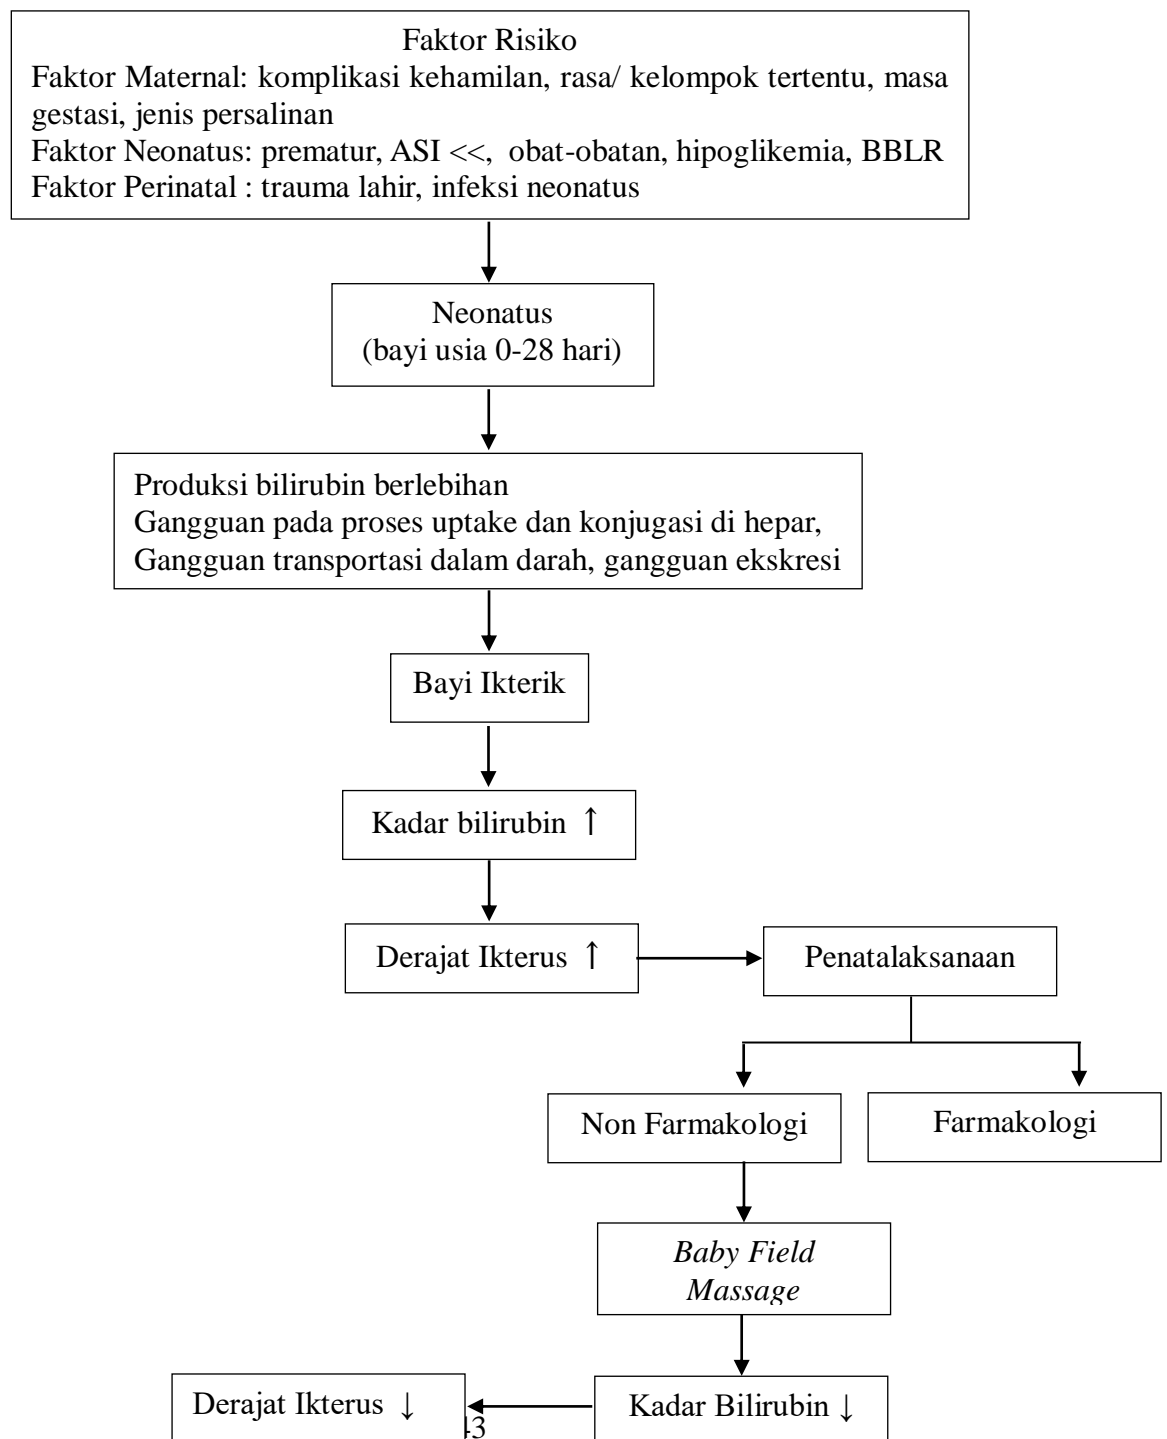 Faktor Risiko
Faktor Maternal: komplikasi kehamilan, rasa/ kelompok tertentu, masa
gestasi, jenis persalinan
Faktor Neonatus: prematur, ASI <<, obat-obatan, hipoglikemia, BBLR
Faktor Perinatal : trauma lahir, infeksi neonatus
Neonatus
(bayi usia 0-28 hari)
Produksi bilirubin berlebihan
Gangguan pada proses uptake dan konjugasi di hepar,
Gangguan transportasi dalam darah, gangguan ekskresi
Bayi Ikterik
Kadar bilirubin ↑
Derajat Ikterus ↑
Penatalaksanaan
Non Farmakologi
Farmakologi
Baby Field
Massage
Derajat Ikterus ↓
Kadar Bilirubin ↓